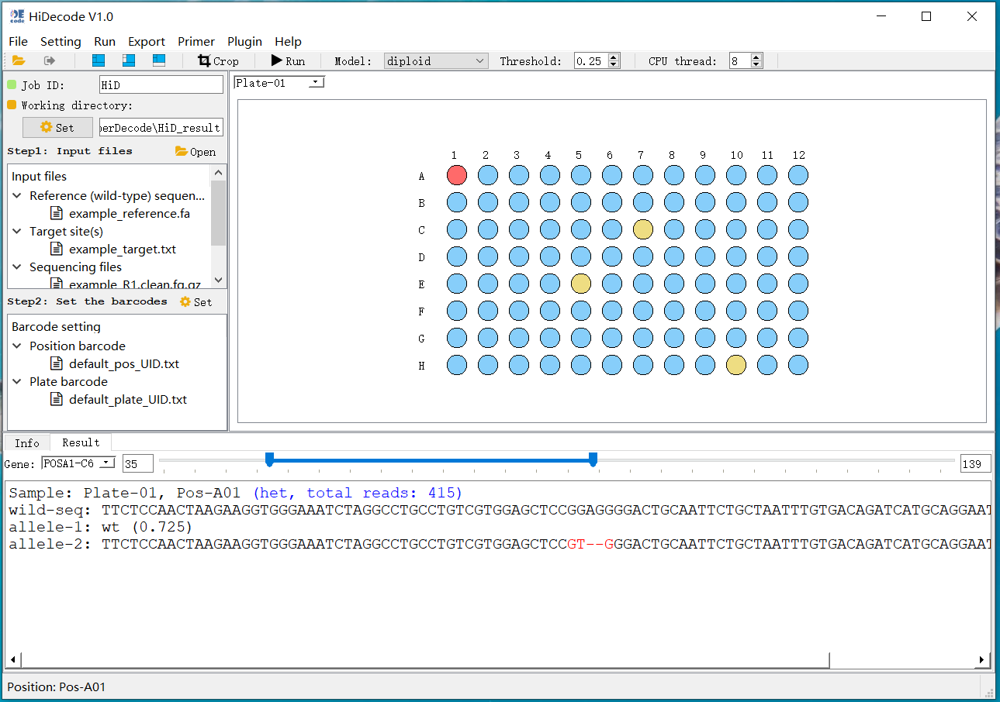 HiDecode V1.0
File Setting Run Export Primer Plugin Help
Crop Run Model: diploid Threshold: 0.25 CPU thread: 8
Job ID: HiD
Working directory:
Set perDecode\HiD_result
Step1: Input files Open
Input files
Reference (wild-type) sequen...
example_reference.fa
Target site(s)
example_target.txt
Sequencing files
example_R1.clean.fq.gz
Step2: Set the barcodes Set
Barcode setting
Position barcode
default_pos_UID.txt
Plate barcode
default_plate_UID.txt
Plate-01
1 2 3 4 5 6 7 8 9 10 11 12
A
B
C
D
E
F
G
H
Info Result
Gene: POSA1-C6 35 139
Sample: Plate-01, Pos-A01 (het, total reads: 415)
wild-seq: TTCTCCAACTAAGAAGGTGGGAAATCTAGGCCTGCCTGTCGTGGAGCTCCGGAGGGGACTGCAATTCTGCTAATTTGTGACAGATCATGCAGGAAT
allele-1: wt (0.725)
allele-2: TTCTCCAACTAAGAAGGTGGGAAATCTAGGCCTGCCTGTCGTGGAGCTCCGT--GGGACTGCAATTCTGCTAATTTGTGACAGATCATGCAGGAAT
Position: Pos-A01